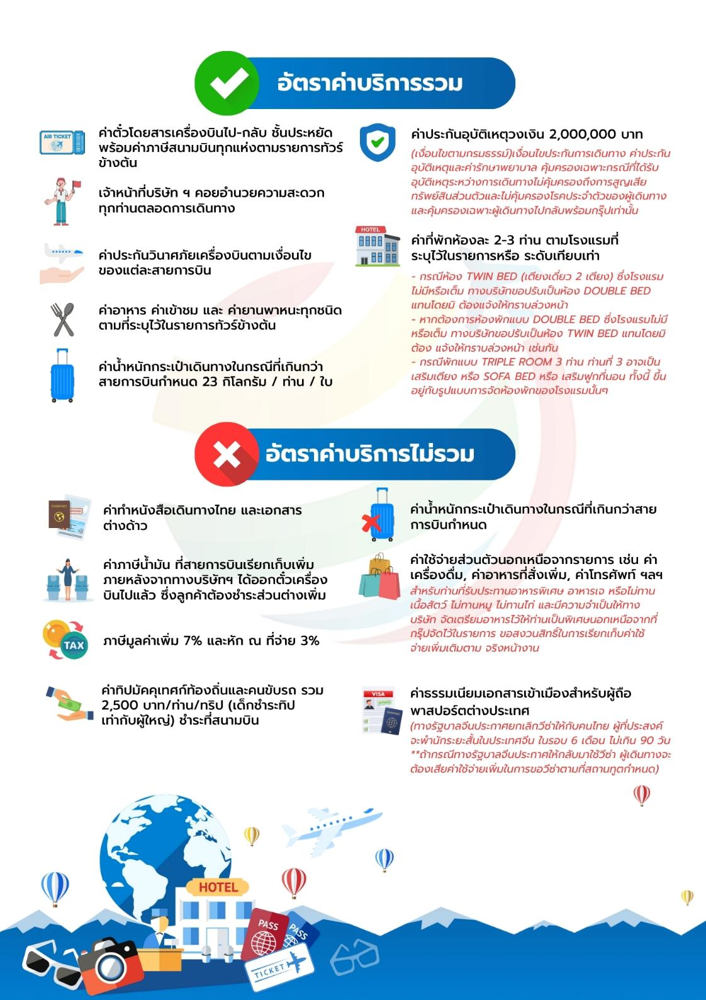 อัตราค่าบริการรวม
AIR TICKET
ค่าตั๋วโดยสารเครื่องบินไป-กลับ ชั้นประหยัด
พร้อมค่าภาษีสนามบินทุกแห่งตามรายการทัวร์
ข้างต้น
เจ้าหน้าที่บริษัท ฯ คอยอำนวยความสะดวก
ทุกท่านตลอดการเดินทาง
ค่าประกันวินาศภัยเครื่องบินตามเงื่อนไข
ของแต่ละสายการบิน
ค่าอาหาร ค่าเข้าชม และ ค่ายานพาหนะทุกชนิด
ตามที่ระบุไว้ในรายการทัวร์ข้างต้น
ค่าน้ำหนักกระเป๋าเดินทางในกรณีที่เกินกว่า
สายการบินกำหนด 23 กิโลกรัม / ท่าน / ใบ
ค่าประกันอุบัติเหตุวงเงิน 2,000,000 บาท
(เงื่อนไขตามกรมธรรม์)เงื่อนไขประกันการเดินทาง ค่าประกัน
อุบัติเหตุและค่ารักษาพยาบาล คุ้มครองเฉพาะกรณีที่ได้รับ
อุบัติเหตุระหว่างการเดินทางไม่คุ้มครองถึงการสูญเสีย
ทรัพย์สินส่วนตัวและไม่คุ้มครองโรคประจำตัวของผู้เดินทาง
และคุ้มครองเฉพาะผู้เดินทางไปกลับพร้อมกรุ๊ปเท่านั้น
HOTEL
ค่าที่พักห้องละ 2-3 ท่าน ตามโรงแรมที่
ระบุไว้ในรายการหรือ ระดับเทียบเท่า
- กรณีห้อง TWIN BED (เตียงเดี่ยว 2 เตียง) ซึ่งโรงแรม
ไม่มีหรือเต็ม ทางบริษัทขอปรับเป็นห้อง DOUBLE BED
แทนโดยมิ ต้องแจ้งให้ทราบล่วงหน้า
- หากต้องการห้องพักแบบ DOUBLE BED ซึ่งโรงแรมไม่มี
หรือเต็ม ทางบริษัทขอปรับเป็นห้อง TWIN BED แทนโดยมิ
ต้อง แจ้งให้ทราบล่วงหน้า เช่นกัน
- กรณีพักแบบ TRIPLE ROOM 3 ท่าน ท่านที่ 3 อาจเป็น
เสริมเตียง หรือ SOFA BED หรือ เสริมฟูกที่นอน ทั้งนี้ ขึ้น
อยู่กับรูปแบบการจัดห้องพักของโรงแรมนั้นๆ
อัตราค่าบริการไม่รวม
PASSPORT
ค่าทำหนังสือเดินทางไทย และเอกสาร
ต่างด้าว
ค่าภาษีน้ำมัน ที่สายการบินเรียกเก็บเพิ่ม
ภายหลังจากทางบริษัทฯ ได้ออกตั๋วเครื่อง
บินไปแล้ว ซึ่งลูกค้าต้องชำระส่วนต่างเพิ่ม
TAX
ภาษีมูลค่าเพิ่ม 7% และหัก ณ ที่จ่าย 3%
ค่าทิปมัคคุเทศก์ท้องถิ่นและคนขับรถ รวม
2,500 บาท/ท่าน/ทริป (เด็กชำระทิป
เท่ากับผู้ใหญ่) ชำระที่สนามบิน
ค่าน้ำหนักกระเป๋าเดินทางในกรณีที่เกินกว่าสาย
การบินกำหนด
ค่าใช้จ่ายส่วนตัวนอกเหนือจากรายการ เช่น ค่า
เครื่องดื่ม, ค่าอาหารที่สั่งเพิ่ม, ค่าโทรศัพท์ ฯลฯ
สำหรับท่านที่รับประทานอาหารพิเศษ อาหารเจ หรือไม่ทาน
เนื้อสัตว์ ไม่ทานหมู ไม่ทานไก่ และมีความจำเป็นให้ทาง
บริษัท จัดเตรียมอาหารไว้ให้ท่านเป็นพิเศษนอกเหนือจากที่
กรุ๊ปจัดไว้ในรายการ ขอสงวนสิทธิ์ในการเรียกเก็บค่าใช้
จ่ายเพิ่มเติมตาม จริงหน้างาน
VISA
ค่าธรรมเนียมเอกสารเข้าเมืองสำหรับผู้ถือ
พาสปอร์ตต่างประเทศ
(ทางรัฐบาลจีนประกาศยกเลิกวีซ่าให้กับคนไทย ผู้ที่ประสงค์
จะพำนักระยะสั้นในประเทศจีน ในรอบ 6 เดือน ไม่เกิน 90 วัน
**ถ้ากรณีทางรัฐบาลจีนประกาศให้กลับมาใช้วีซ่า ผู้เดินทางจะ
ต้องเสียค่าใช้จ่ายเพิ่มในการขอวีซ่าตามที่สถานทูตกำหนด)
HOTEL
PASS
PASS
TICKET